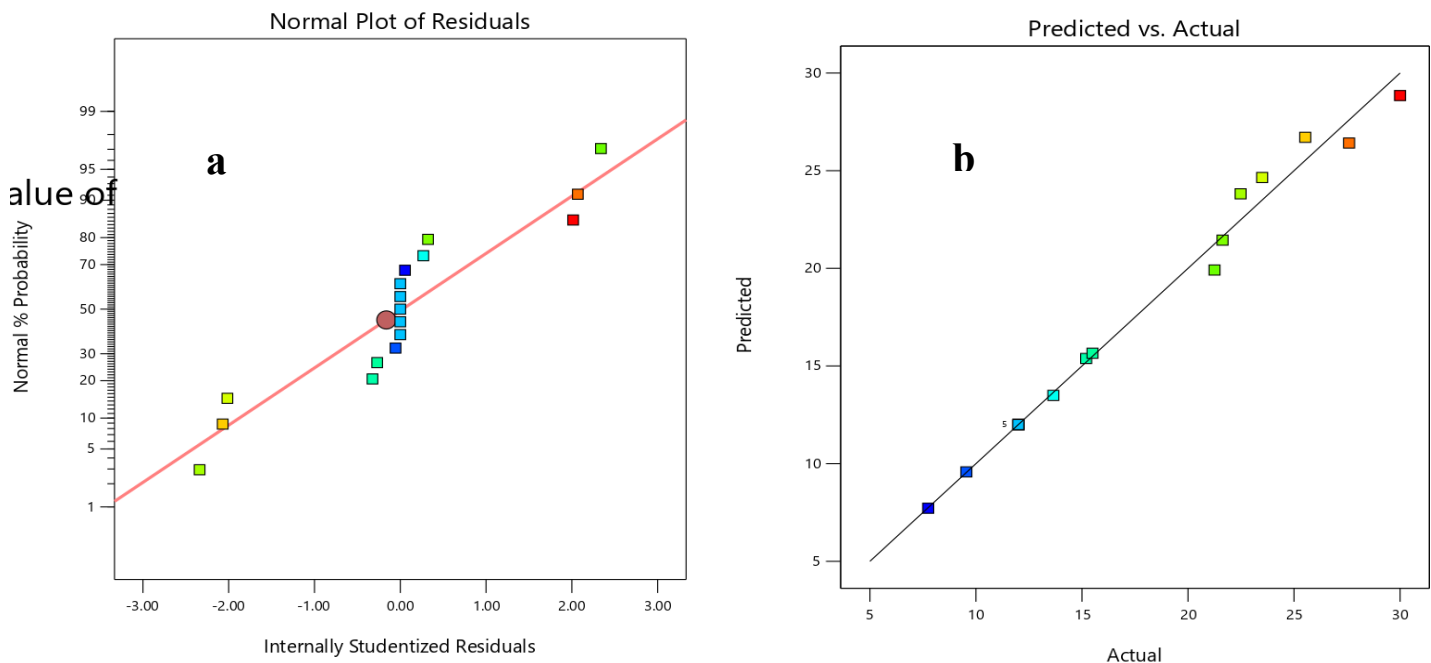 Normal Plot of Residuals
a
alue of
Normal % Probability
99
95
90
80
70
50
30
20
10
5
1
-3.00 -2.00 -1.00 0.00 1.00 2.00 3.00
Internally Studentized Residuals
Predicted vs. Actual
b
Predicted
30
25
20
15
10
5
5
5 10 15 20 25 30
Actual